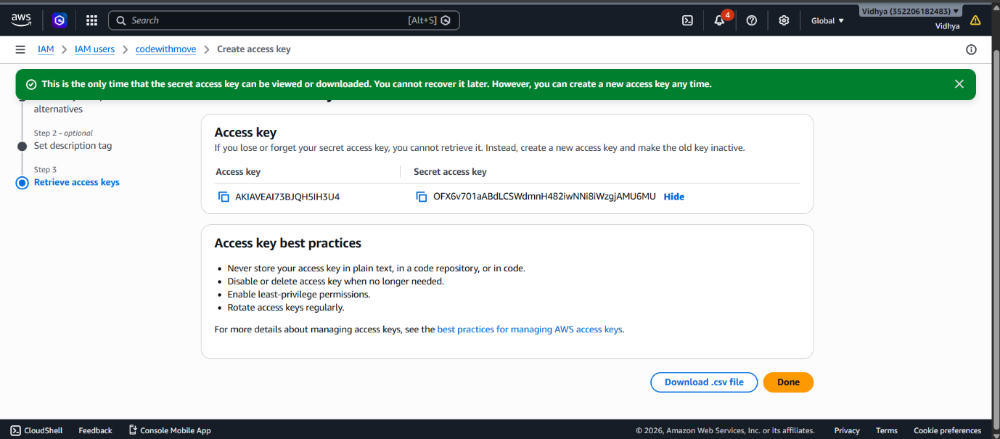 aws
Search
[Alt+S]
4
Global
Vidhya (352206182483)
Vidhya
IAM
IAM users
codewithmove
Create access key
This is the only time that the secret access key can be viewed or downloaded. You cannot recover it later. However, you can create a new access key any time.
alternatives
Step 2 - optional
Set description tag
Step 3
Retrieve access keys
Access key
If you lose or forget your secret access key, you cannot retrieve it. Instead, create a new access key and make the old key inactive.
Access key Secret access key
AKIAVEAI73BJQH5IH3U4 OFX6v701aABdLCSWdmnH482iwNNi8iWzgjAMU6MU Hide
Access key best practices
Never store your access key in plain text, in a code repository, or in code.
Disable or delete access key when no longer needed.
Enable least-privilege permissions.
Rotate access keys regularly.
For more details about managing access keys, see the best practices for managing AWS access keys.
Download .csv file
Done
CloudShell Feedback Console Mobile App © 2026, Amazon Web Services, Inc. or its affiliates. Privacy Terms Cookie preferences